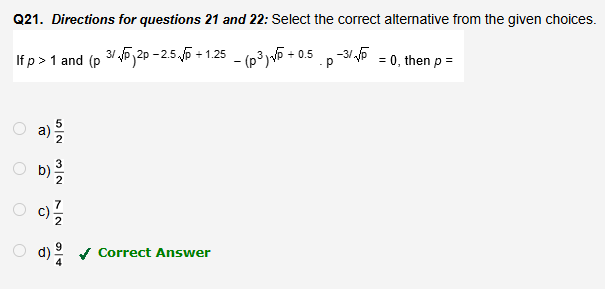 Q21. Directions for questions 21 and 22: Select the correct alternative from the given choices.
If p > 1 and (p^(3/√p))^(2p – 2.5√p + 1.25) – (p³)^(√p + 0.5) . p^(–3/√p) = 0, then p =
a) 5/2
b) 3/2
c) 7/2
d) 9/4 ✓ Correct Answer